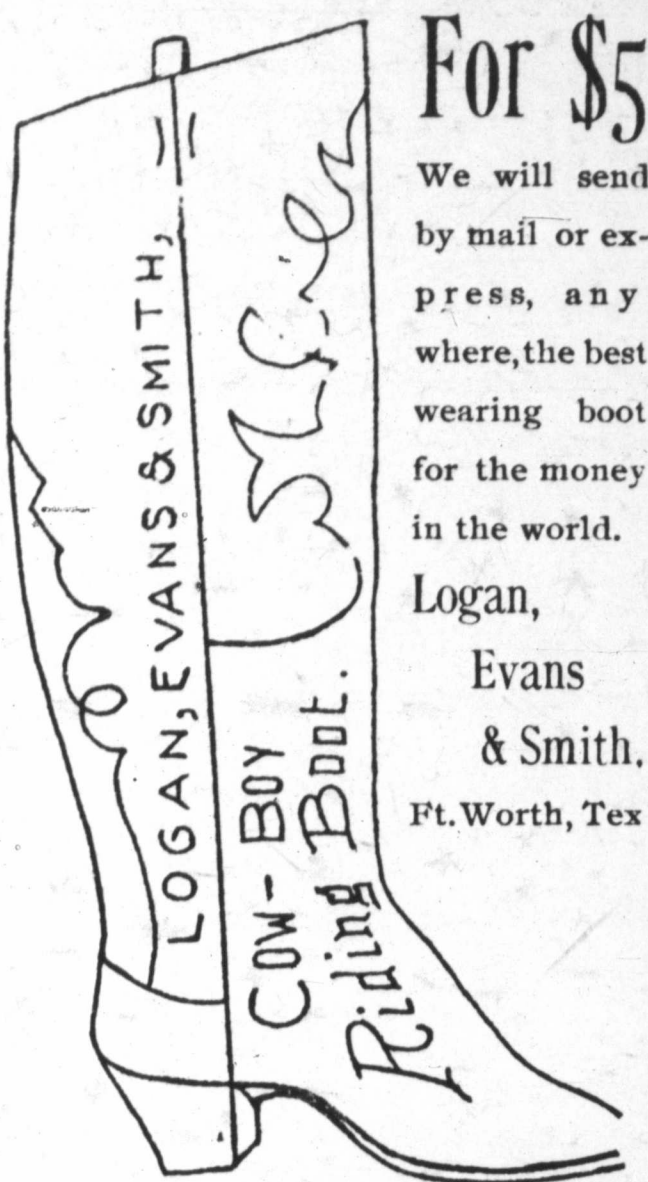 For $5
We will send
by mail or ex-
press, any
where, the best
wearing boot
for the money
in the world.
Logan,
Evans
& Smith.
Ft. Worth, Tex
LOGAN, EVANS & SMITH,
COW-BOY
Riding Boot.